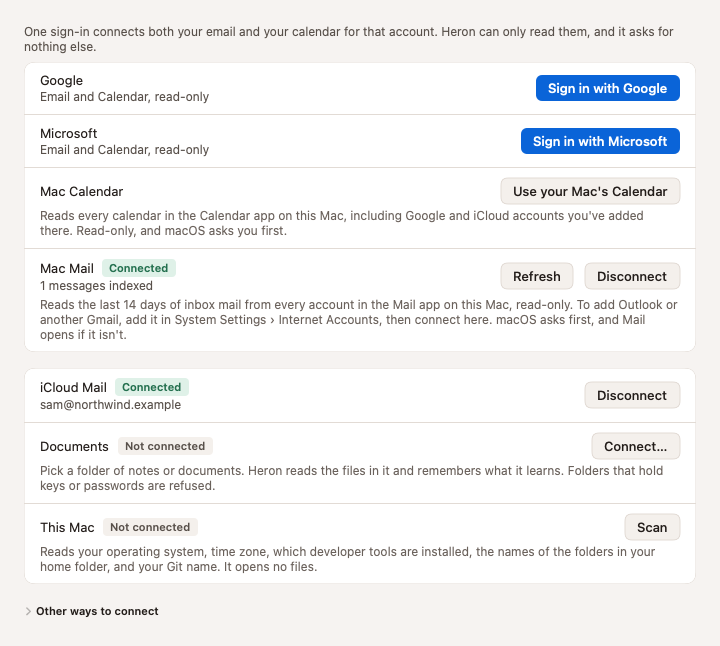 One sign-in connects both your email and your calendar for that account. Heron can only read them, and it asks for
nothing else.
Google
Email and Calendar, read-only
Sign in with Google
Microsoft
Email and Calendar, read-only
Sign in with Microsoft
Mac Calendar
Use your Mac's Calendar
Reads every calendar in the Calendar app on this Mac, including Google and iCloud accounts you've added
there. Read-only, and macOS asks you first.
Mac Mail
Connected
1 messages indexed
Refresh
Disconnect
Reads the last 14 days of inbox mail from every account in the Mail app on this Mac, read-only. To add Outlook or
another Gmail, add it in System Settings › Internet Accounts, then connect here. macOS asks first, and Mail
opens if it isn't.
iCloud Mail
Connected
sam@northwind.example
Disconnect
Documents
Not connected
Connect...
Pick a folder of notes or documents. Heron reads the files in it and remembers what it learns. Folders that hold
keys or passwords are refused.
This Mac
Not connected
Scan
Reads your operating system, time zone, which developer tools are installed, the names of the folders in your
home folder, and your Git name. It opens no files.
Other ways to connect